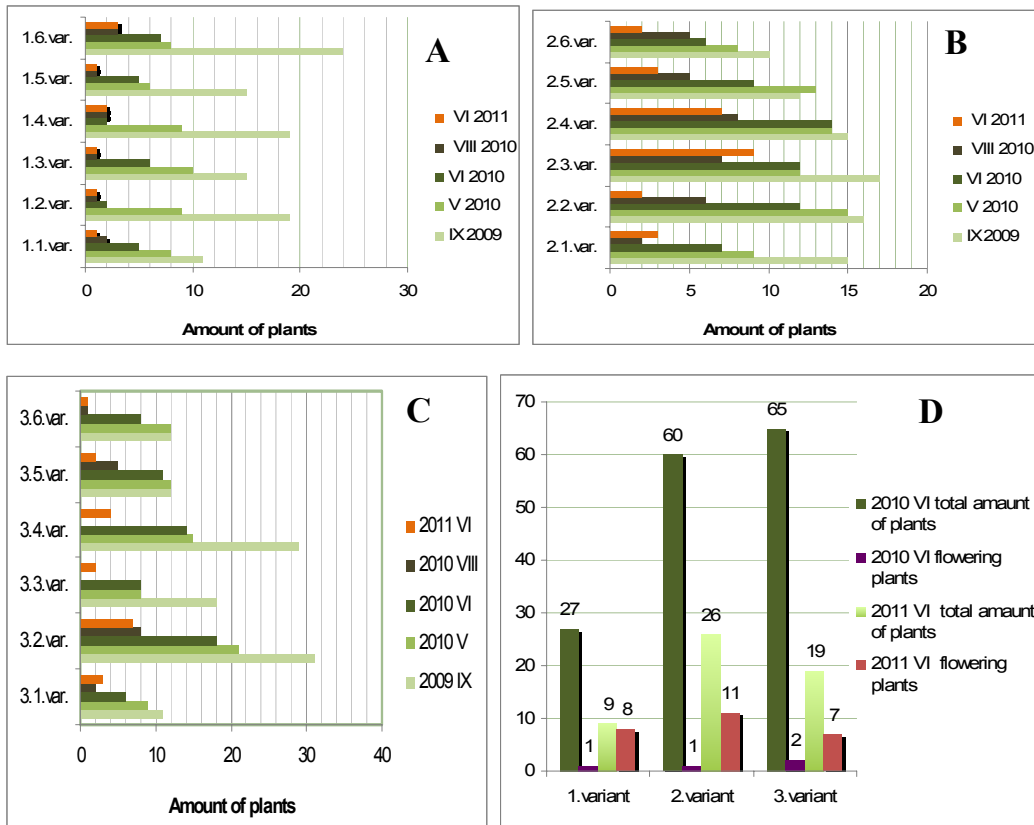 A
1.6. var.
1.5. var.
1.4. var.
1.3. var.
1.2. var.
1.1. var.
0 10 20 30
Amount of plants
VI 2011
VIII 2010
VI 2010
V 2010
IX 2009
B
2.6. var.
2.5. var.
2.4. var.
2.3. var.
2.2. var.
2.1. var.
0 5 10 15 20
Amount of plants
VI 2011
VIII 2010
VI 2010
V 2010
IX 2009
C
3.6.var.
3.5.var.
3.4.var.
3.3.var.
3.2.var.
3.1.var.
0 10 20 30 40
Amount of plants
2011 VI
2010 VIII
2010 VI
2010 V
2009 IX
D
70
60
50
40
30
20
10
0
27 1 9 8
60 1 26 11
65 2 19 7
1.variant 2.variant 3.variant
2010 VI total amount
of plants
2010 VI flowering
plants
2011 VI total amount
of plants
2011 VI flowering
plants